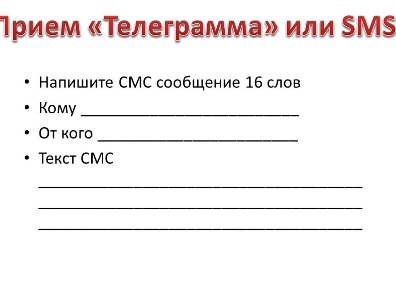 Прием «Телеграмма» или SMS
• Напишите СМС сообщение 16 слов
• Кому _________________________
• От кого _______________________
• Текст СМС
_____________________________________
_____________________________________
_____________________________________